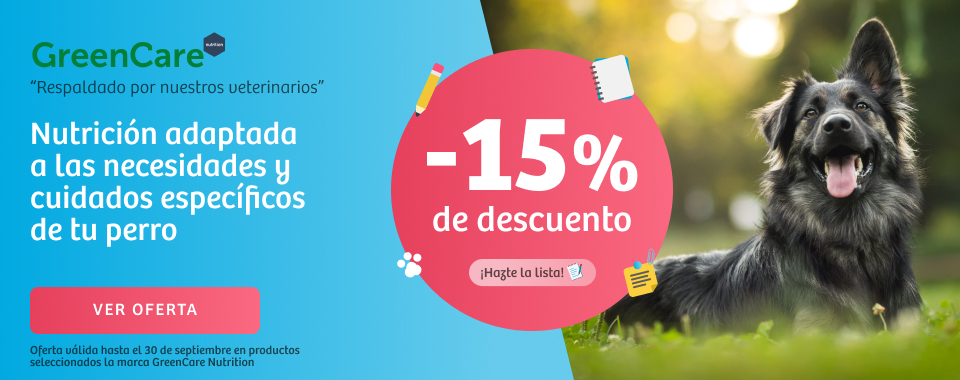 GreenCare
nutrition
“Respaldado por nuestros veterinarios”
Nutrición adaptada
a las necesidades y
cuidados específicos
de tu perro
VER OFERTA
Oferta válida hasta el 30 de septiembre en productos
seleccionados la marca GreenCare Nutrition
-15%
de descuento
¡Hazte la lista!